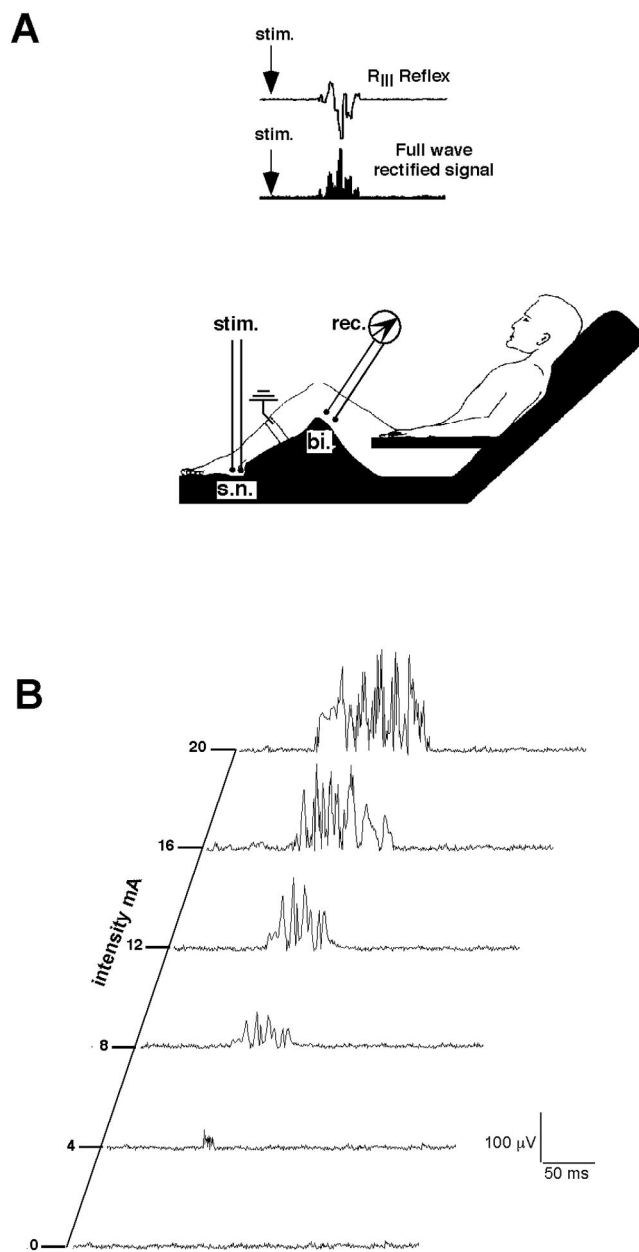 A
stim.
RIII Reflex
stim.
Full wave
rectified signal
stim.
rec.
bi.
s.n.
B
20
16
intensity mA
12
8
4
100 µV
50 ms
0